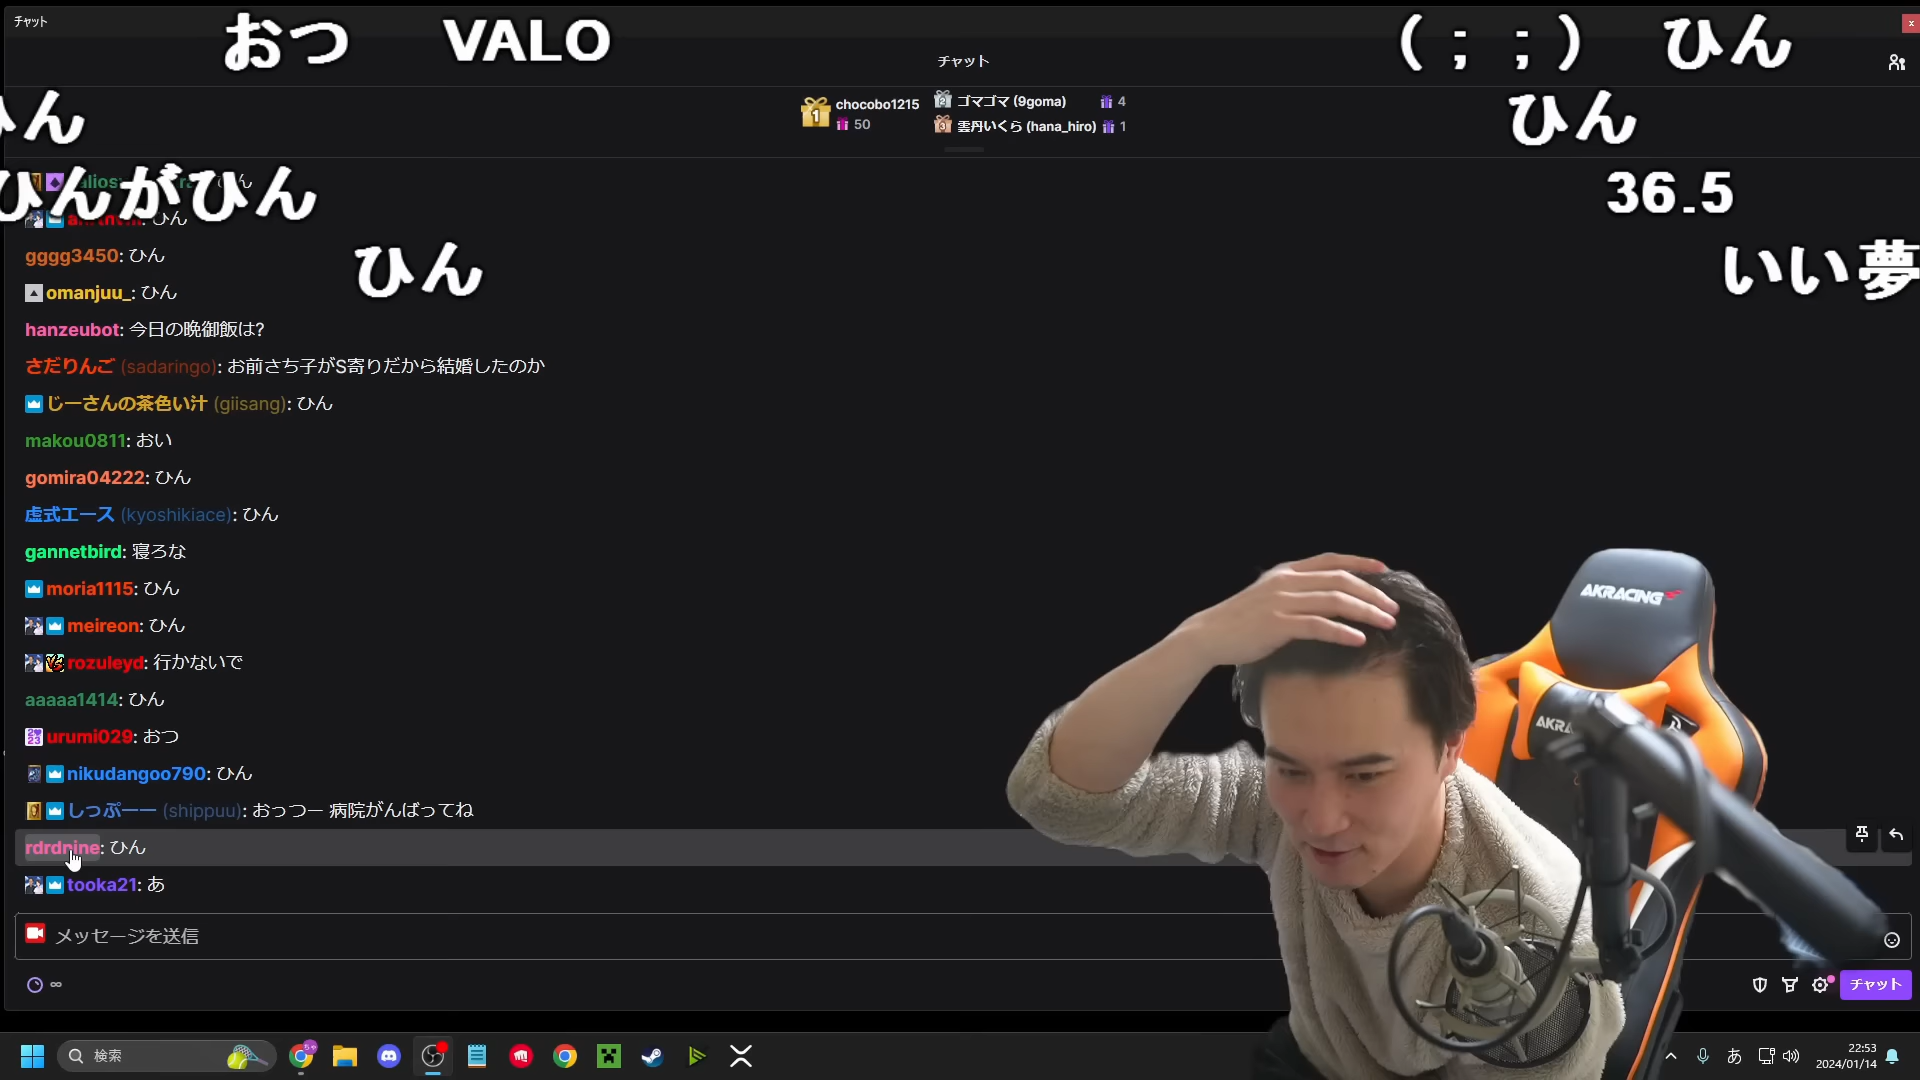 チャット
おつ
VALO
(；；)
ひん
チャット
chocobo1215
50
ゴマゴマ (9goma) 4
雲丹いくら (hana_hiro) 1
ひん
ひん
ひんがひん
36.5
ひん
いい夢
gggg3450: ひん
omanjuu_: ひん
hanzeubot: 今日の晩御飯は?
さだりんご (sadaringo): お前さち子がS寄りだから結婚したのか
じーさんの茶色い汁 (giisang): ひん
makou0811: おい
gomira04222: ひん
虚式エース (kyoshikiace): ひん
gannetbird: 寝ろな
moria1115: ひん
meireon: ひん
rozuleyd: 行かないで
aaaaa1414: ひん
urumi029: おつ
nikudangoo790: ひん
しっぷーー (shippuu): おっつー 病院がんばってね
rdrdnine: ひん
tooka21: あ
AKRACING
AKRA
メッセージを送信
チャット
検索
あ
22:53
2024/01/14